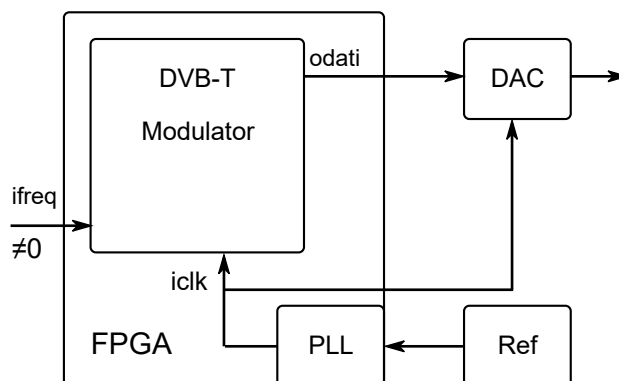 DVB-T
Modulator
odati
DAC
ifreq
≠0
iclk
FPGA
PLL
Ref